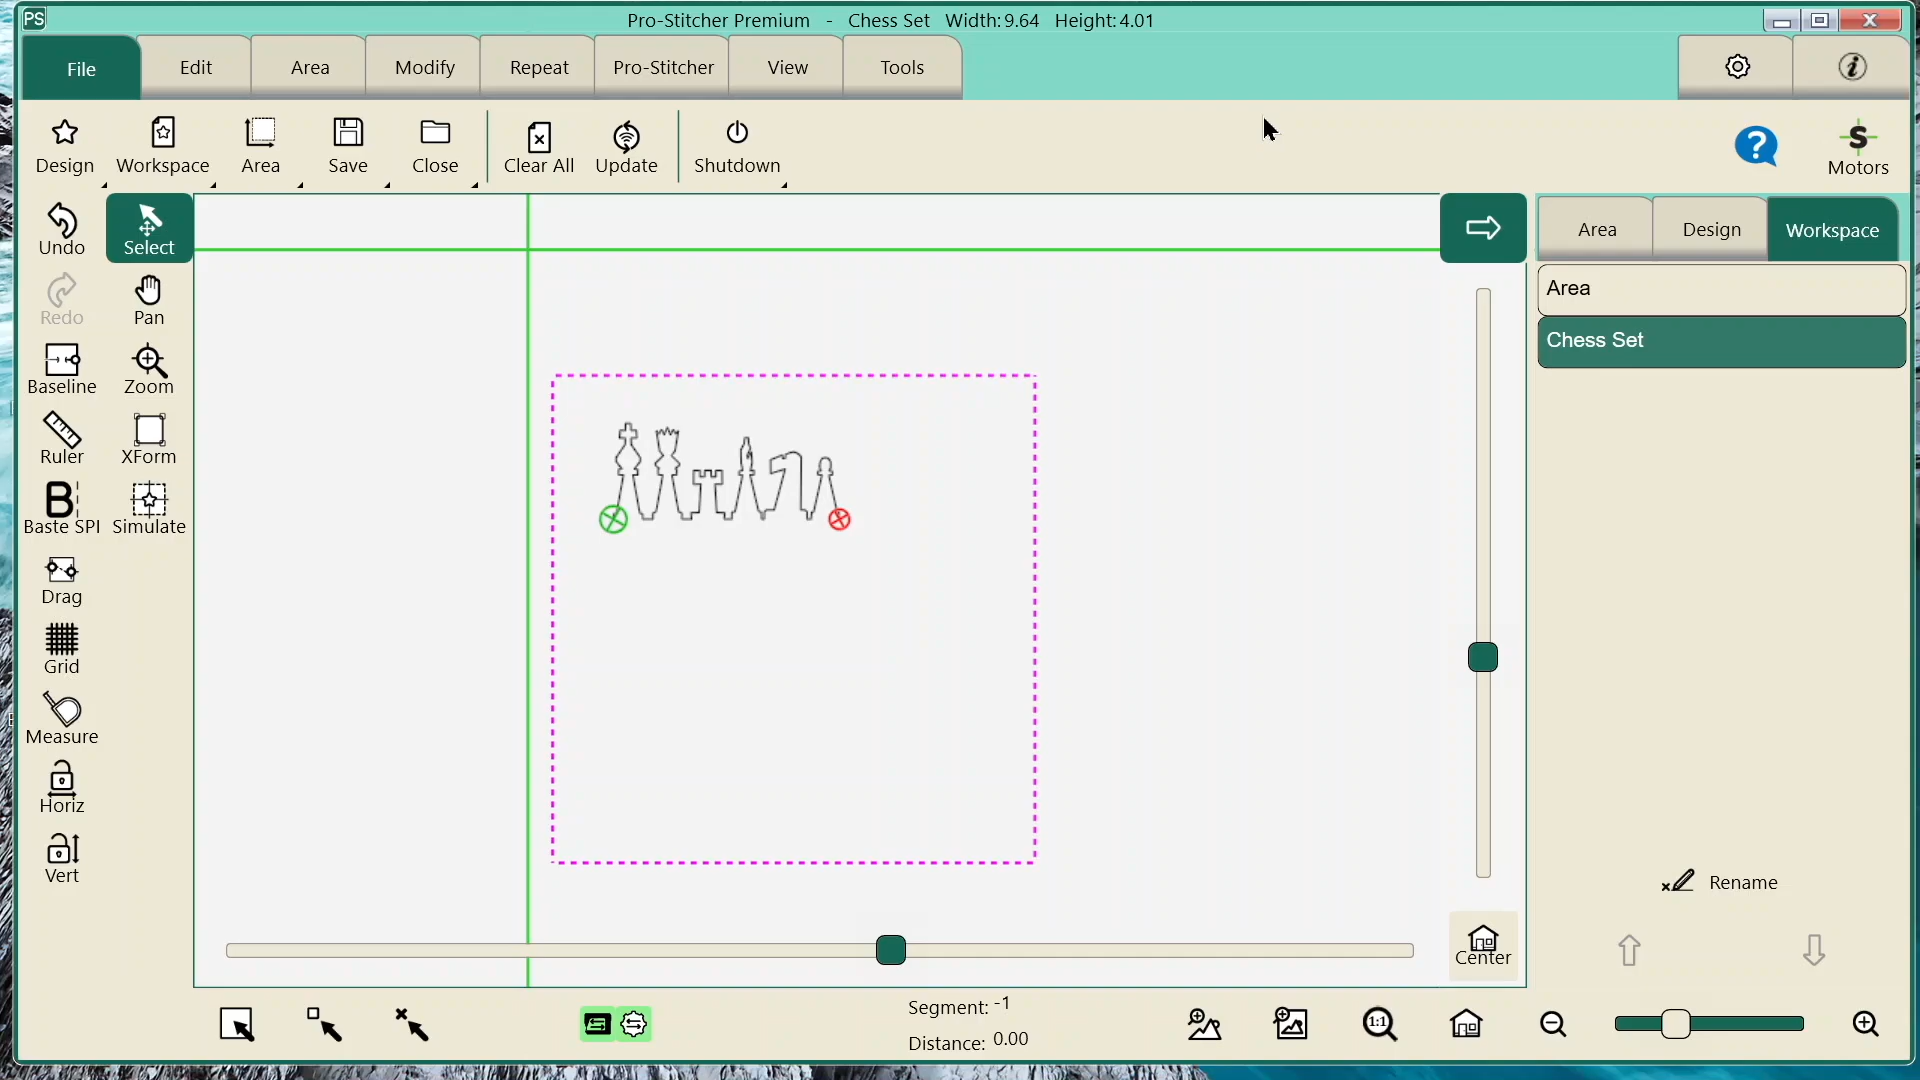 PS
Pro-Stitcher Premium - Chess Set Width: 9.64 Height: 4.01
File Edit Area Modify Repeat Pro-Stitcher View Tools
Design Workspace Area Save Close Clear All Update Shutdown
S
Motors
Undo Select
Redo Pan
Baseline Zoom
Ruler XForm
B
Baste SPI Simulate
Drag
Grid
Measure
Horiz
Vert
Area Design Workspace
Area
Chess Set
Rename
Center
Segment: -1
Distance: 0.00
1:1